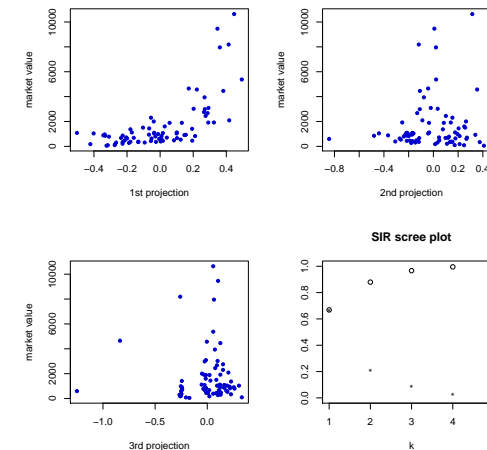 market value
0 2000 6000 10000
−0.4 −0.2 0.0 0.2 0.4
1st projection
market value
0 2000 6000 10000
−0.8 −0.4 0.0 0.2 0.4
2nd projection
market value
0 2000 6000 10000
−1.0 −0.5 0.0
3rd projection
SIR scree plot
0.0 0.2 0.4 0.6 0.8 1.0
1 2 3 4
k